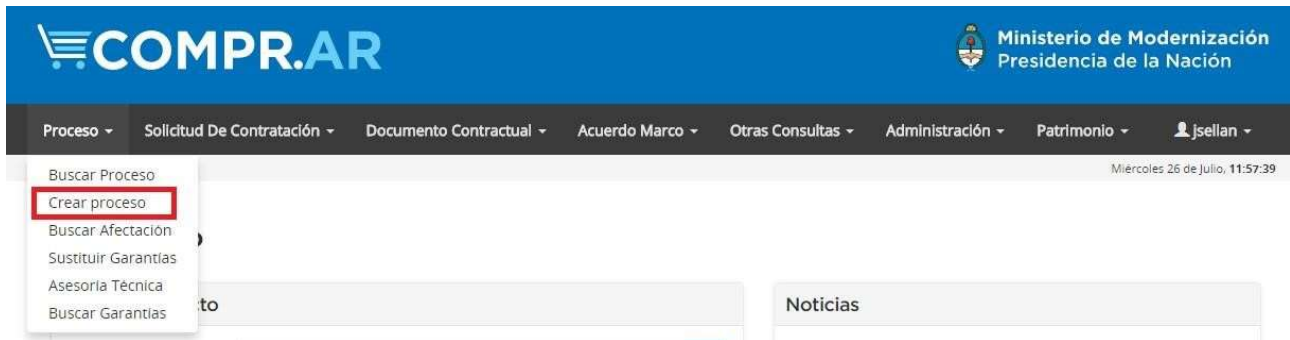 COMPR.AR
Ministerio de Modernización
Presidencia de la Nación
Proceso Solicitud De Contratación Documento Contractual Acuerdo Marco Otras Consultas Administración Patrimonio jsellan
Miércoles 26 de Julio, 11:57:39
Buscar Proceso
Crear proceso
Buscar Afectación
Sustituir Garantías
Asesoría Técnica
Buscar Garantías
Noticias